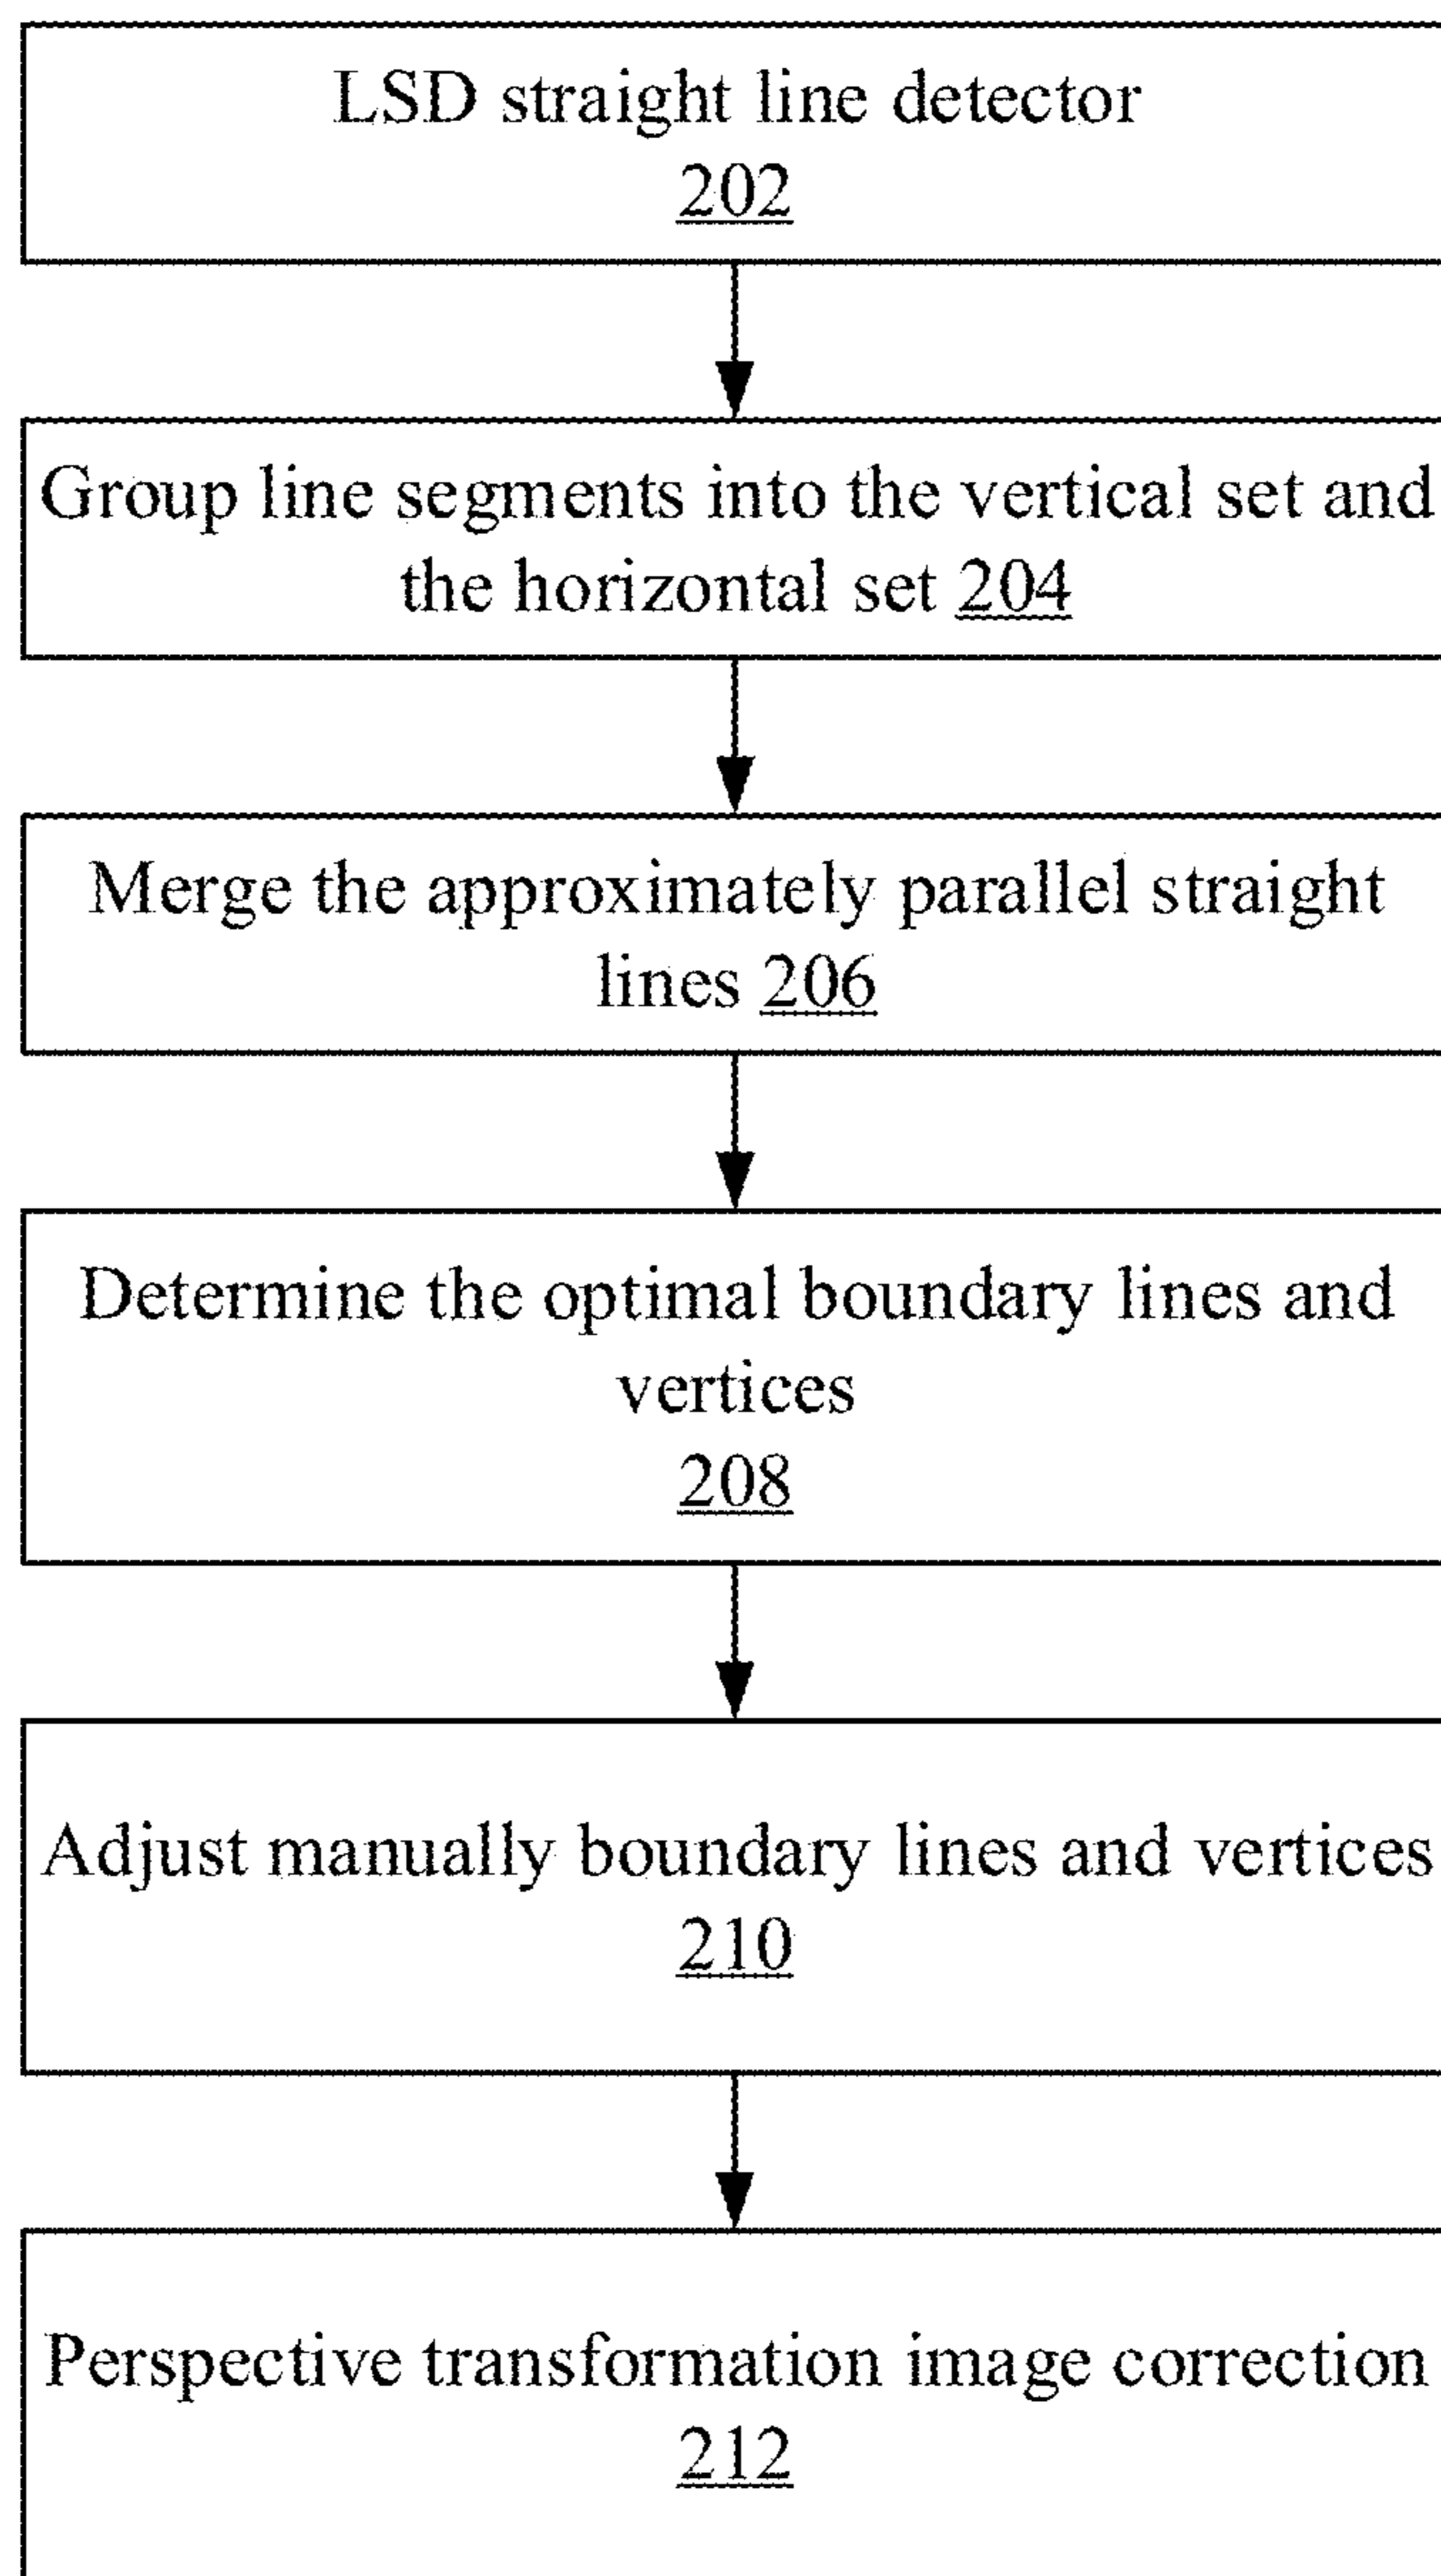 LSD straight line detector
202
Group line segments into the vertical set and
the horizontal set 204
Merge the approximately parallel straight
lines 206
Determine the optimal boundary lines and
vertices
208
Adjust manually boundary lines and vertices
210
Perspective transformation image correction
212